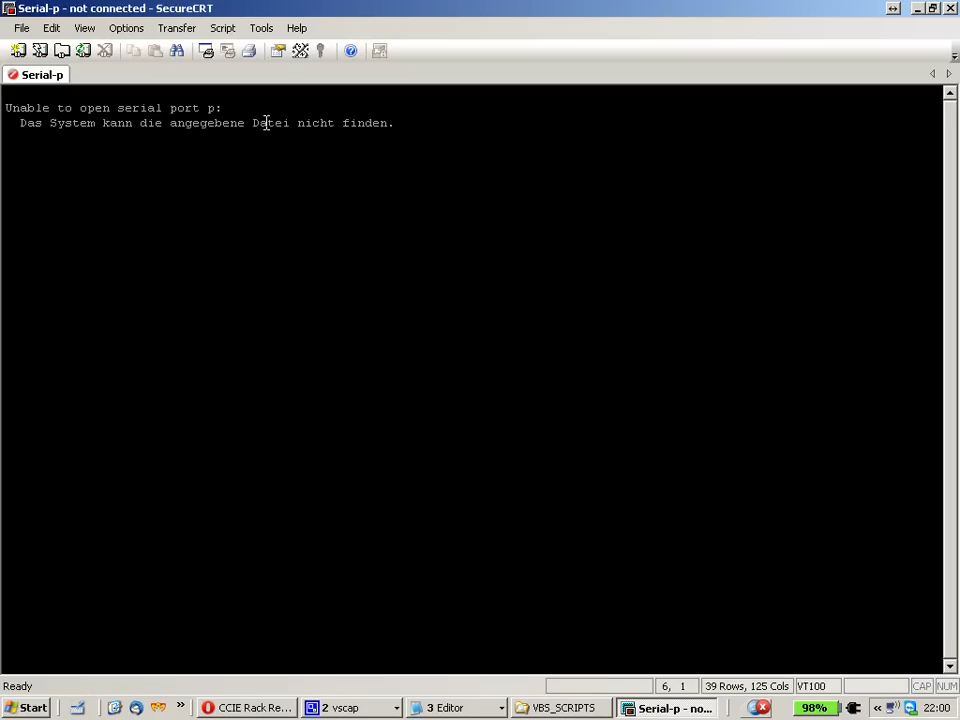 Serial-p - not connected - SecureCRT
File Edit View Options Transfer Script Tools Help
Serial-p
Unable to open serial port p:
Das System kann die angegebene Datei nicht finden.
Ready 6, 1 39 Rows, 125 Cols VT100 CAP NUM
Start » CCIE Rack Re... 2 vscap 3 Editor VBS_SCRIPTS Serial-p - no... 98% « 22:00